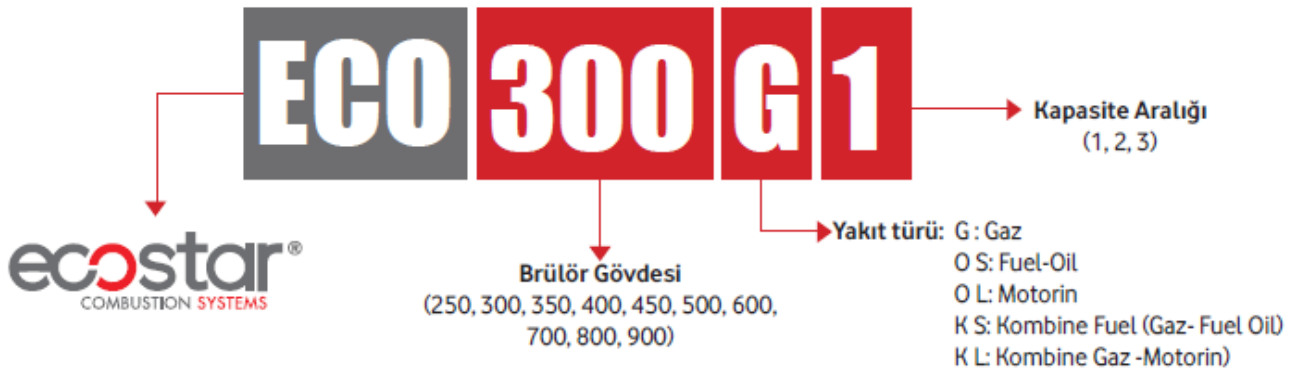 ECO 300 G 1
Kapasite Aralığı
(1, 2, 3)
ecostar®
COMBUSTION SYSTEMS
Brülör Gövdesi
(250, 300, 350, 400, 450, 500, 600,
700, 800, 900)
Yakıt türü: G : Gaz
O S: Fuel-Oil
O L: Motorin
K S: Kombine Fuel (Gaz- Fuel Oil)
K L: Kombine Gaz -Motorin)